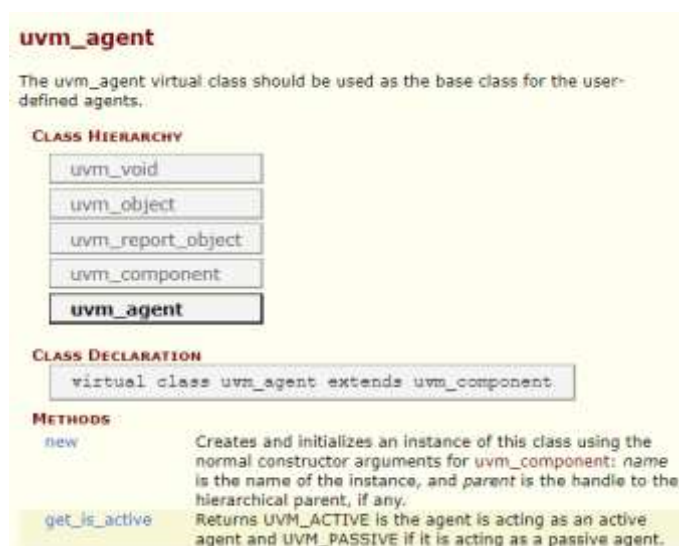 uvm_agent
The uvm_agent virtual class should be used as the base class for the user-
defined agents.
CLASS HIERARCHY
uvm_void
uvm_object
uvm_report_object
uvm_component
uvm_agent
CLASS DECLARATION
virtual class uvm_agent extends uvm_component
METHODS
new Creates and initializes an instance of this class using the
normal constructor arguments for uvm_component: name
is the name of the instance, and parent is the handle to the
hierarchical parent, if any.
get_is_active Returns UVM_ACTIVE is the agent is acting as an active
agent and UVM_PASSIVE if it is acting as a passive agent.